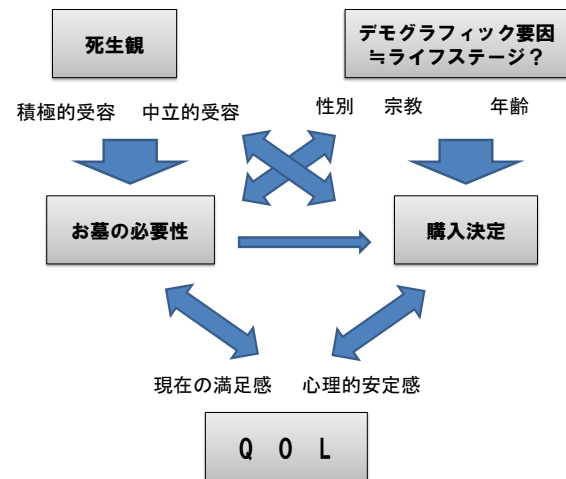 死生観
デモグラフィック要因
≒ライフステージ？
積極的受容 中立的受容
性別 宗教 年齢
お墓の必要性
購入決定
現在の満足感 心理的安定感
Ｑ Ｏ Ｌ